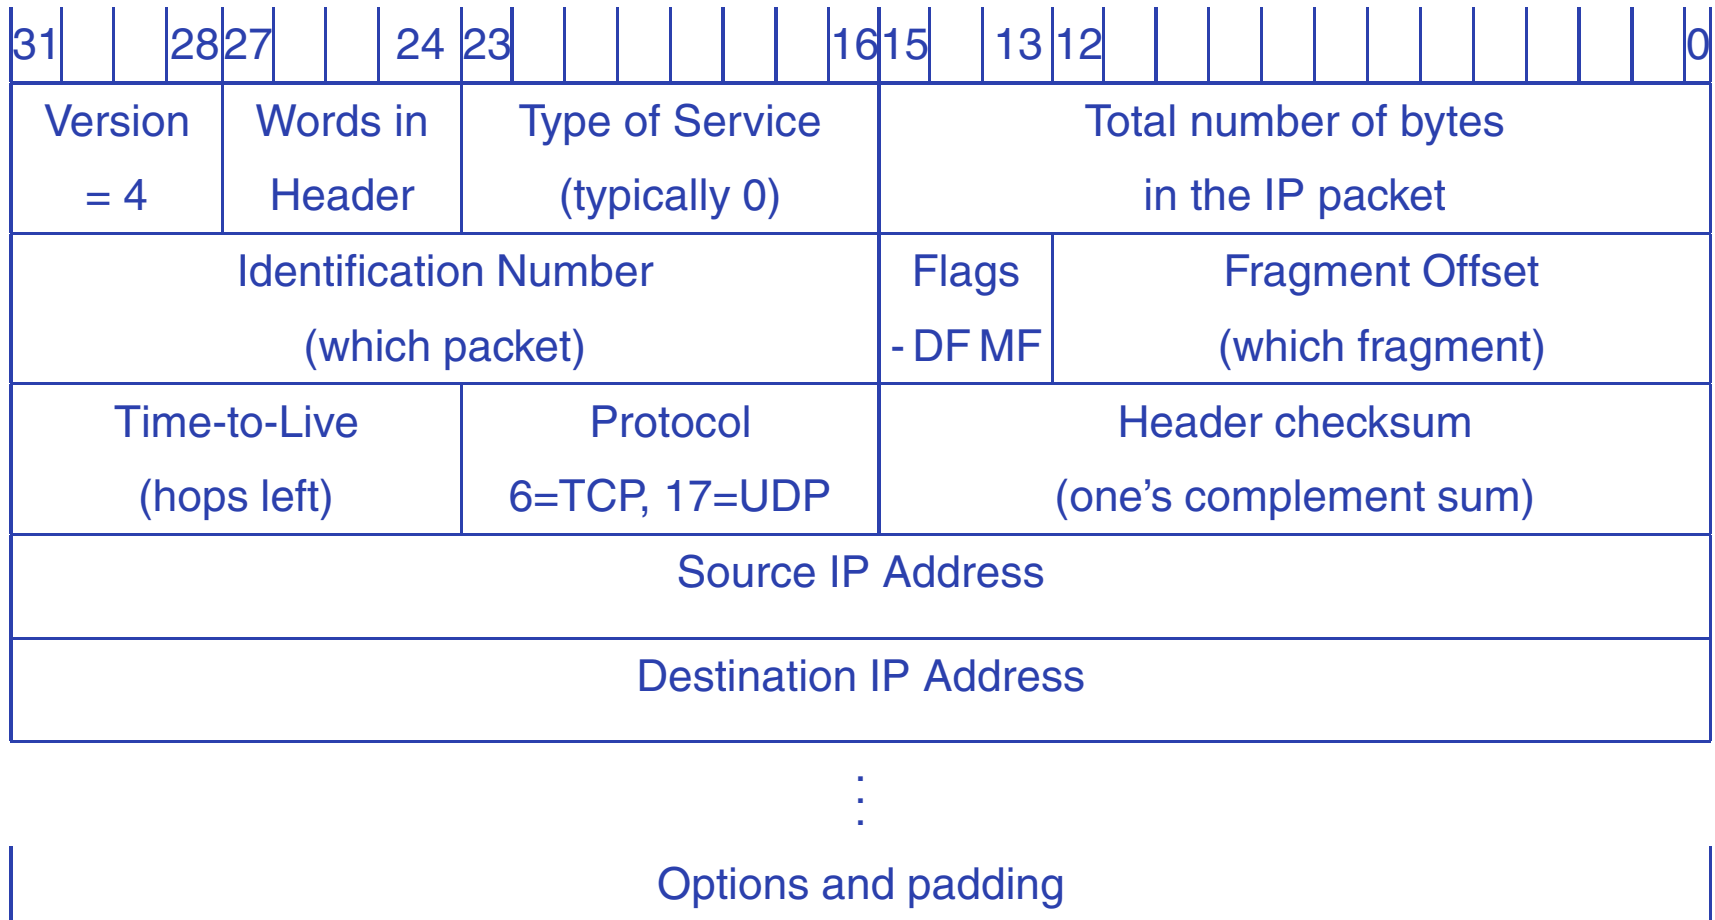 31 28 27 24 23 16 15 13 12 0
Version Words in Type of Service Total number of bytes
= 4 Header (typically 0) in the IP packet
Identification Number Flags Fragment Offset
(which packet) - DF MF (which fragment)
Time-to-Live Protocol Header checksum
(hops left) 6=TCP, 17=UDP (one's complement sum)
Source IP Address
Destination IP Address
⋮
Options and padding